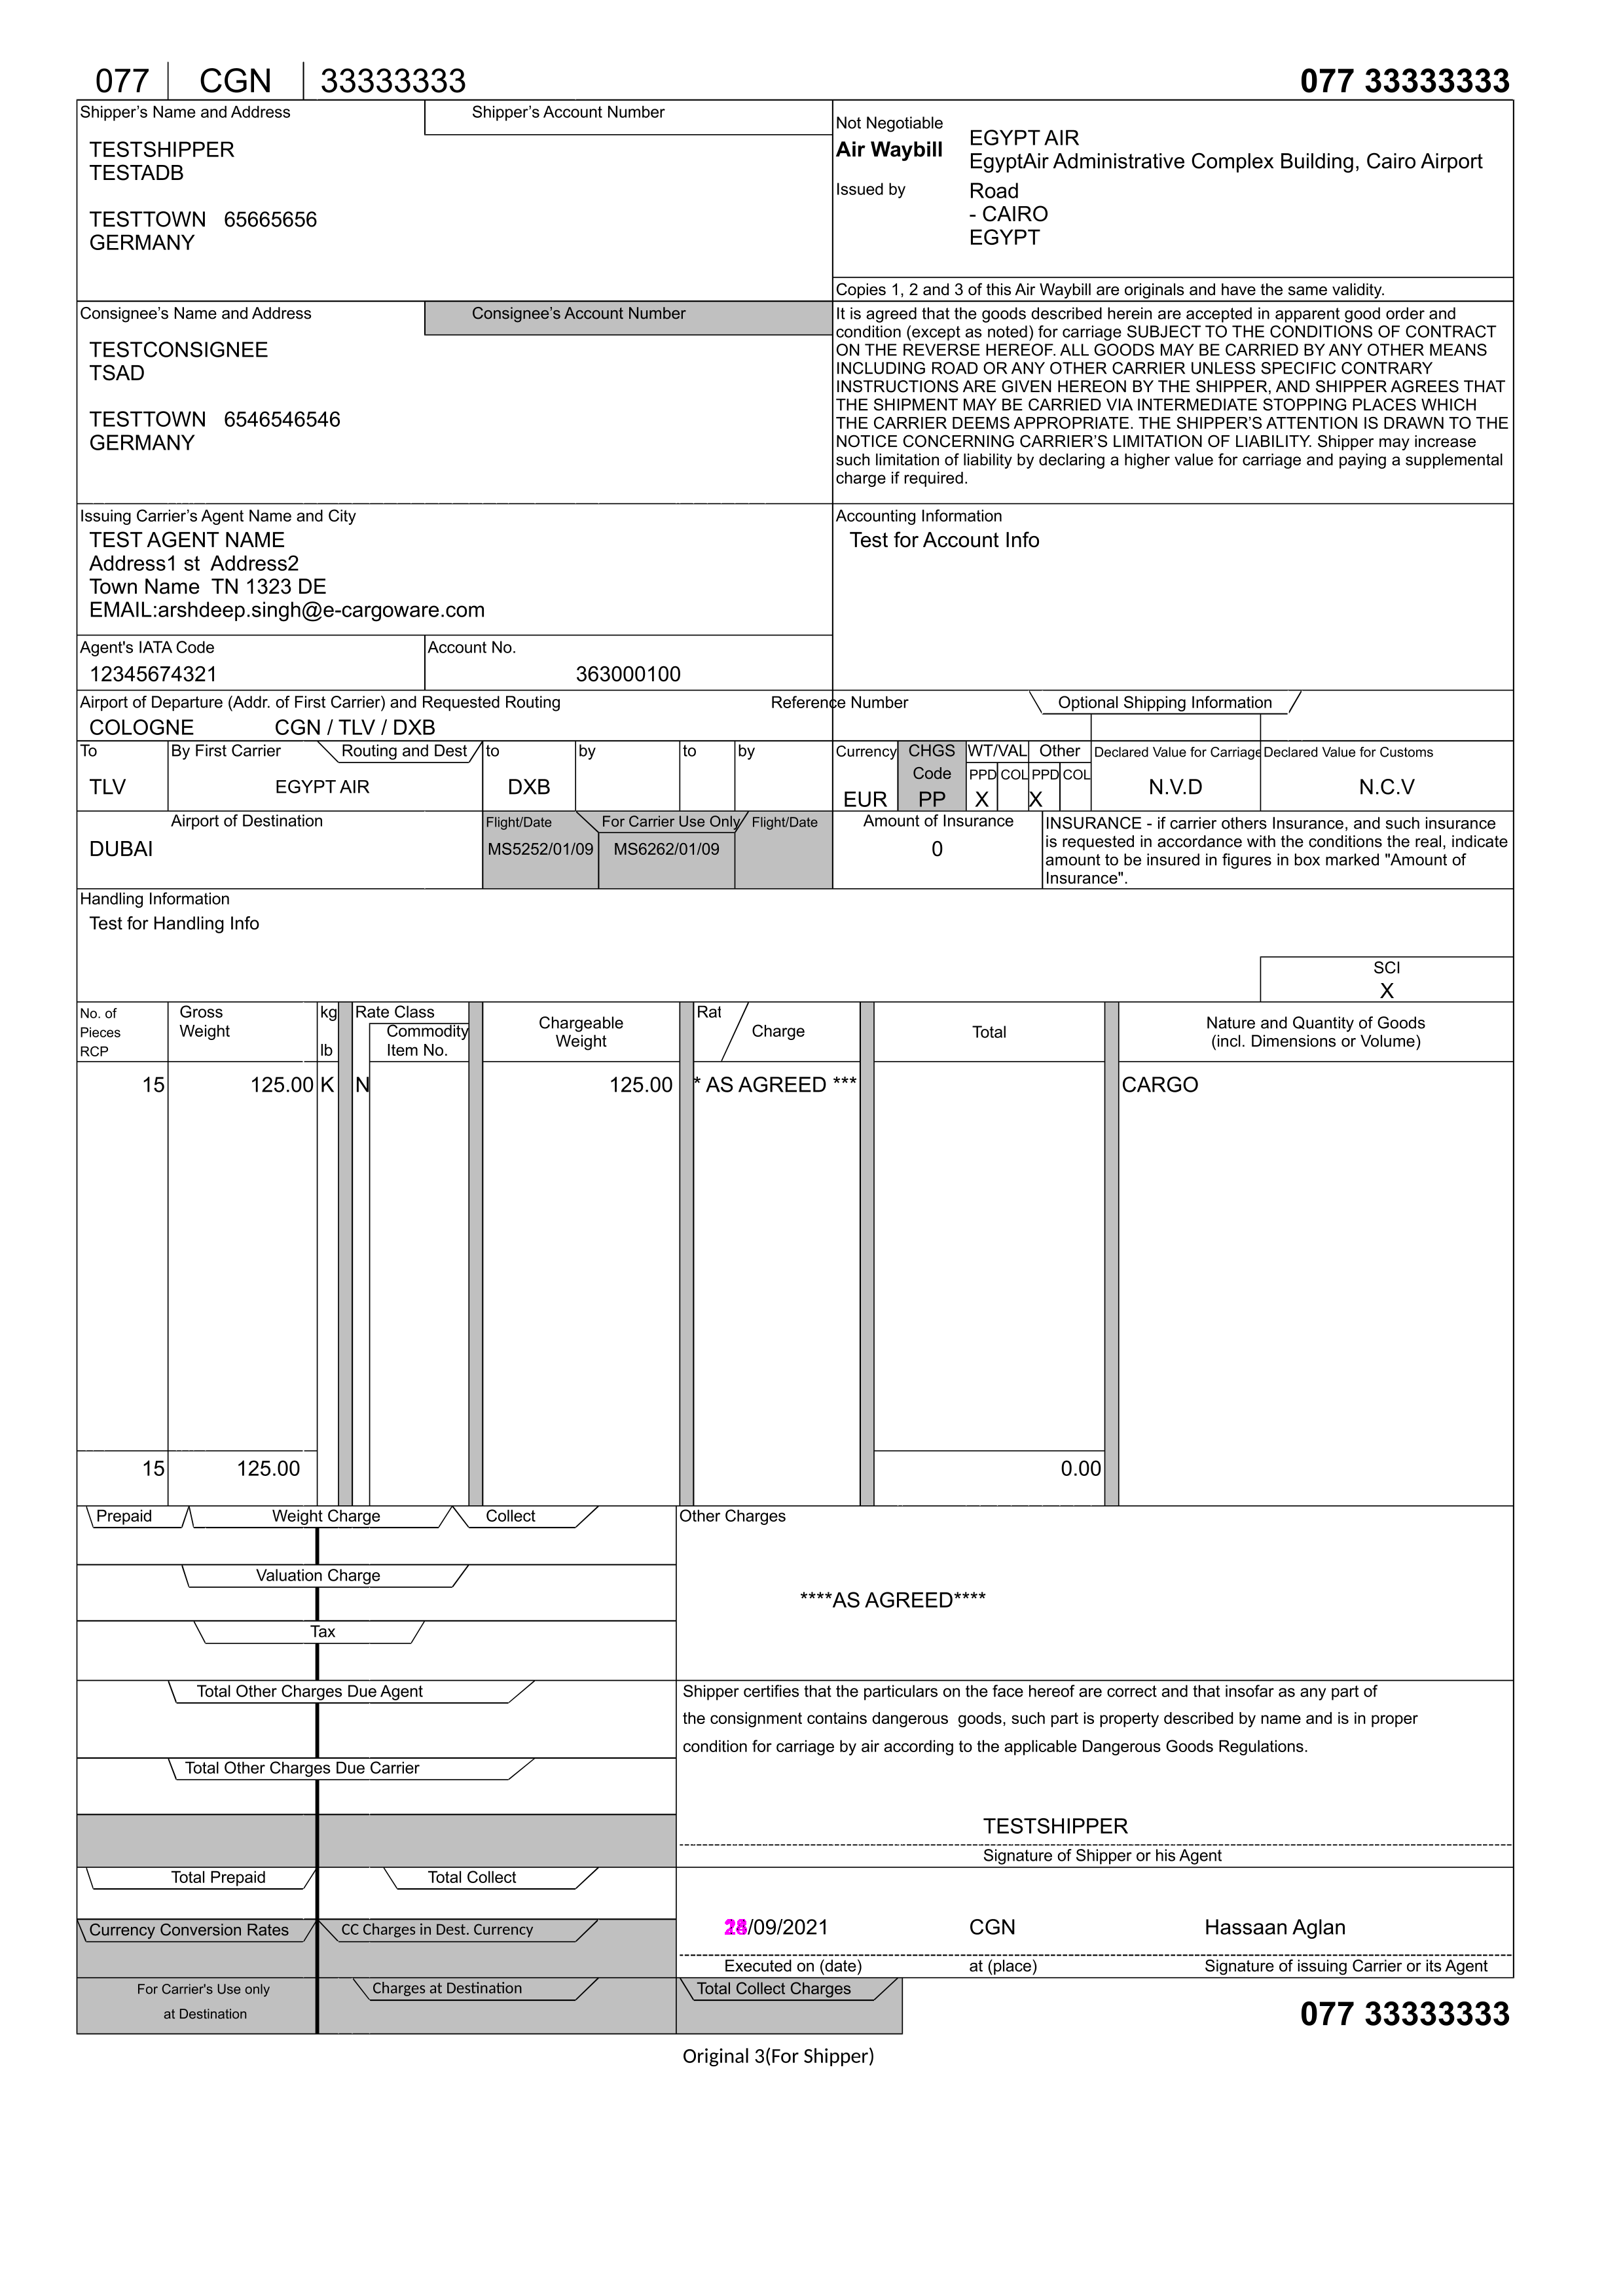 077 CGN 33333333 077 33333333
Shipper’s Name and Address
Shipper’s Account Number
TESTSHIPPER
TESTADB
TESTTOWN 65665656
GERMANY
Not Negotiable
Air Waybill
Issued by
EGYPT AIR
EgyptAir Administrative Complex Building, Cairo Airport
Road
- CAIRO
EGYPT
Copies 1, 2 and 3 of this Air Waybill are originals and have the same validity.
Consignee’s Name and Address
Consignee’s Account Number
TESTCONSIGNEE
TSAD
TESTTOWN 6546546546
GERMANY
It is agreed that the goods described herein are accepted in apparent good order and
condition (except as noted) for carriage SUBJECT TO THE CONDITIONS OF CONTRACT
ON THE REVERSE HEREOF. ALL GOODS MAY BE CARRIED BY ANY OTHER MEANS
INCLUDING ROAD OR ANY OTHER CARRIER UNLESS SPECIFIC CONTRARY
INSTRUCTIONS ARE GIVEN HEREON BY THE SHIPPER, AND SHIPPER AGREES THAT
THE SHIPMENT MAY BE CARRIED VIA INTERMEDIATE STOPPING PLACES WHICH
THE CARRIER DEEMS APPROPRIATE. THE SHIPPER’S ATTENTION IS DRAWN TO THE
NOTICE CONCERNING CARRIER’S LIMITATION OF LIABILITY. Shipper may increase
such limitation of liability by declaring a higher value for carriage and paying a supplemental
charge if required.
Issuing Carrier’s Agent Name and City
TEST AGENT NAME
Address1 st Address2
Town Name TN 1323 DE
EMAIL:arshdeep.singh@e-cargoware.com
Accounting Information
Test for Account Info
Agent's IATA Code
12345674321
Account No.
363000100
Airport of Departure (Addr. of First Carrier) and Requested Routing
COLOGNE CGN / TLV / DXB
Reference Number
Optional Shipping Information
To
TLV
By First Carrier
Routing and Dest
EGYPT AIR
to
DXB
by
to
by
Currency
EUR
CHGS
Code
PP
WT/VAL
Other
PPD COL PPD COL
X X
Declared Value for Carriage
N.V.D
Declared Value for Customs
N.C.V
Airport of Destination
DUBAI
Flight/Date
For Carrier Use Only
Flight/Date
MS5252/01/09
MS6262/01/09
Amount of Insurance
0
INSURANCE - if carrier others Insurance, and such insurance
is requested in accordance with the conditions the real, indicate
amount to be insured in figures in box marked "Amount of
Insurance".
Handling Information
Test for Handling Info
SCI
X
No. of
Pieces
RCP
Gross
Weight
kg
lb
Rate Class
Commodity
Item No.
Chargeable
Weight
Rat
Charge
Total
Nature and Quantity of Goods
(incl. Dimensions or Volume)
15 125.00 K N 125.00 * AS AGREED *** CARGO
15 125.00 0.00
Prepaid
Weight Charge
Collect
Other Charges
Valuation Charge
****AS AGREED****
Tax
Total Other Charges Due Agent
Shipper certifies that the particulars on the face hereof are correct and that insofar as any part of
the consignment contains dangerous goods, such part is property described by name and is in proper
condition for carriage by air according to the applicable Dangerous Goods Regulations.
Total Other Charges Due Carrier
TESTSHIPPER
Signature of Shipper or his Agent
Total Prepaid
Total Collect
Currency Conversion Rates
CC Charges in Dest. Currency
/09/2021 CGN Hassaan Aglan
Executed on (date) at (place) Signature of issuing Carrier or its Agent
For Carrier's Use only
at Destination
Charges at Destination
Total Collect Charges
077 33333333
Original 3(For Shipper)